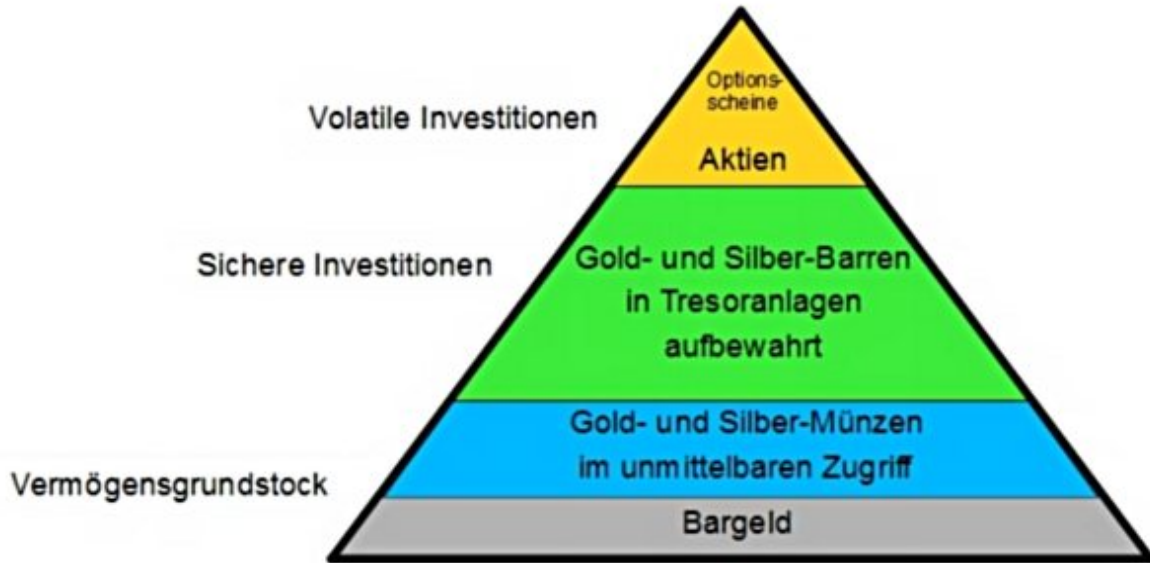 Options-
scheine
Volatile Investitionen
Aktien
Sichere Investitionen
Gold- und Silber-Barren
in Tresoranlagen
aufbewahrt
Gold- und Silber-Münzen
im unmittelbaren Zugriff
Vermögensgrundstock
Bargeld